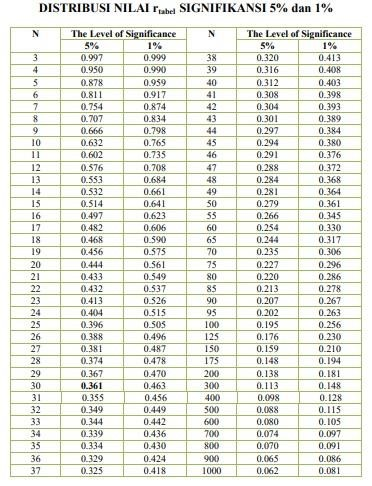 DISTRIBUSI NILAI r tabel SIGNIFIKANSI 5% dan 1%
N The Level of Significance N The Level of Significance
5% 1% 5% 1%
3 0.997 0.999 38 0.320 0.413
4 0.950 0.990 39 0.316 0.408
5 0.878 0.959 40 0.312 0.403
6 0.811 0.917 41 0.308 0.398
7 0.754 0.874 42 0.304 0.393
8 0.707 0.834 43 0.301 0.389
9 0.666 0.798 44 0.297 0.384
10 0.632 0.765 45 0.294 0.380
11 0.602 0.735 46 0.291 0.376
12 0.576 0.708 47 0.288 0.372
13 0.553 0.684 48 0.284 0.368
14 0.532 0.661 49 0.281 0.364
15 0.514 0.641 50 0.279 0.361
16 0.497 0.623 55 0.266 0.345
17 0.482 0.606 60 0.254 0.330
18 0.468 0.590 65 0.244 0.317
19 0.456 0.575 70 0.235 0.306
20 0.444 0.561 75 0.227 0.296
21 0.433 0.549 80 0.220 0.286
22 0.432 0.537 85 0.213 0.278
23 0.413 0.526 90 0.207 0.267
24 0.404 0.515 95 0.202 0.263
25 0.396 0.505 100 0.195 0.256
26 0.388 0.496 125 0.176 0.230
27 0.381 0.487 150 0.159 0.210
28 0.374 0.478 175 0.148 0.194
29 0.367 0.470 200 0.138 0.181
30 0.361 0.463 300 0.113 0.148
31 0.355 0.456 400 0.098 0.128
32 0.349 0.449 500 0.088 0.115
33 0.344 0.442 600 0.080 0.105
34 0.339 0.436 700 0.074 0.097
35 0.334 0.430 800 0.070 0.091
36 0.329 0.424 900 0.065 0.086
37 0.325 0.418 1000 0.062 0.081